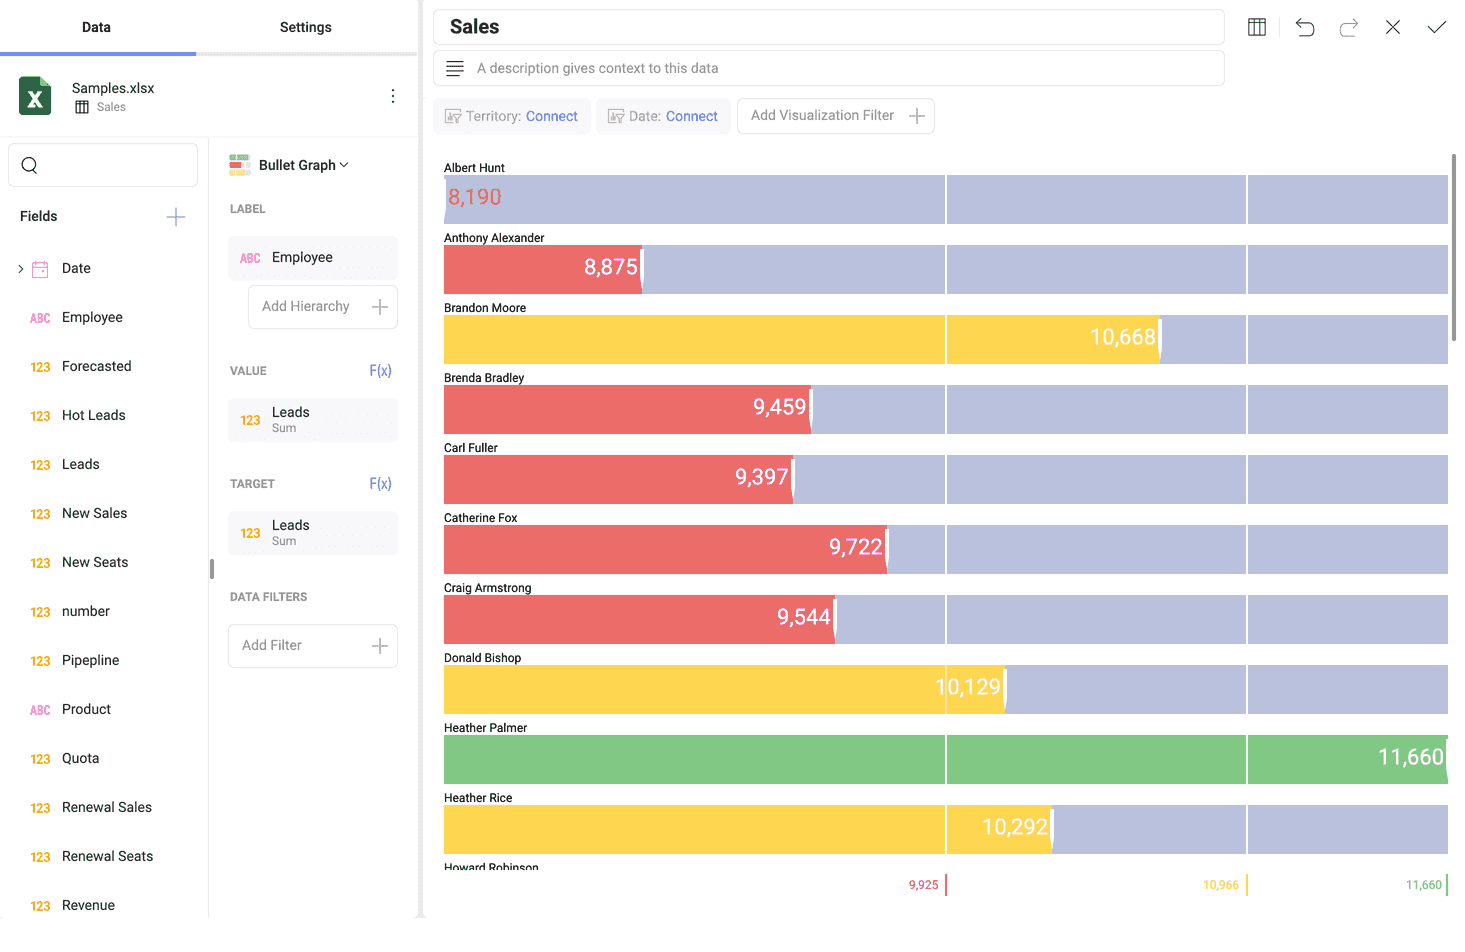 Data
Settings
Samples.xlsx
Sales
Fields
Date
ABC Employee
123 Forecasted
123 Hot Leads
123 Leads
123 New Sales
123 New Seats
123 number
123 Pipepline
ABC Product
123 Quota
123 Renewal Sales
123 Renewal Seats
123 Revenue
Bullet Graph
LABEL
ABC Employee
Add Hierarchy
VALUE F(x)
123 Leads
Sum
TARGET F(x)
123 Leads
Sum
DATA FILTERS
Add Filter
Sales
A description gives context to this data
Territory: Connect
Date: Connect
Add Visualization Filter
Albert Hunt
8,190
Anthony Alexander
8,875
Brandon Moore
10,668
Brenda Bradley
9,459
Carl Fuller
9,397
Catherine Fox
9,722
Craig Armstrong
9,544
Donald Bishop
10,129
Heather Palmer
11,660
Heather Rice
10,292
Howard Robinson
9,925
10,966
11,660